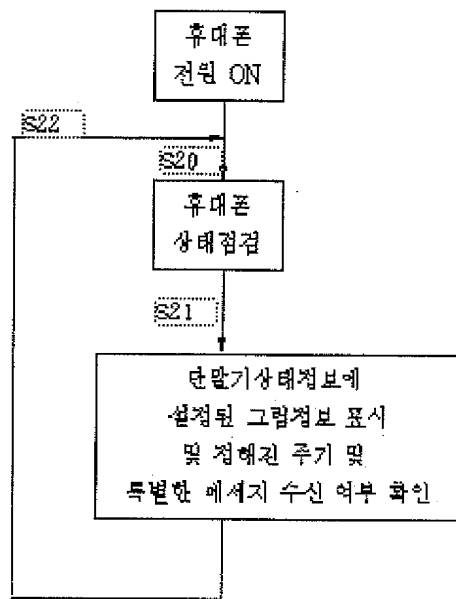 휴대폰
전원 ON
S22
S20
휴대폰
상태점검
S21
단말기상태정보에
설정된 그림정보 표시
및 정해진 주기 및
특별한 메세지 수신 여부 확인